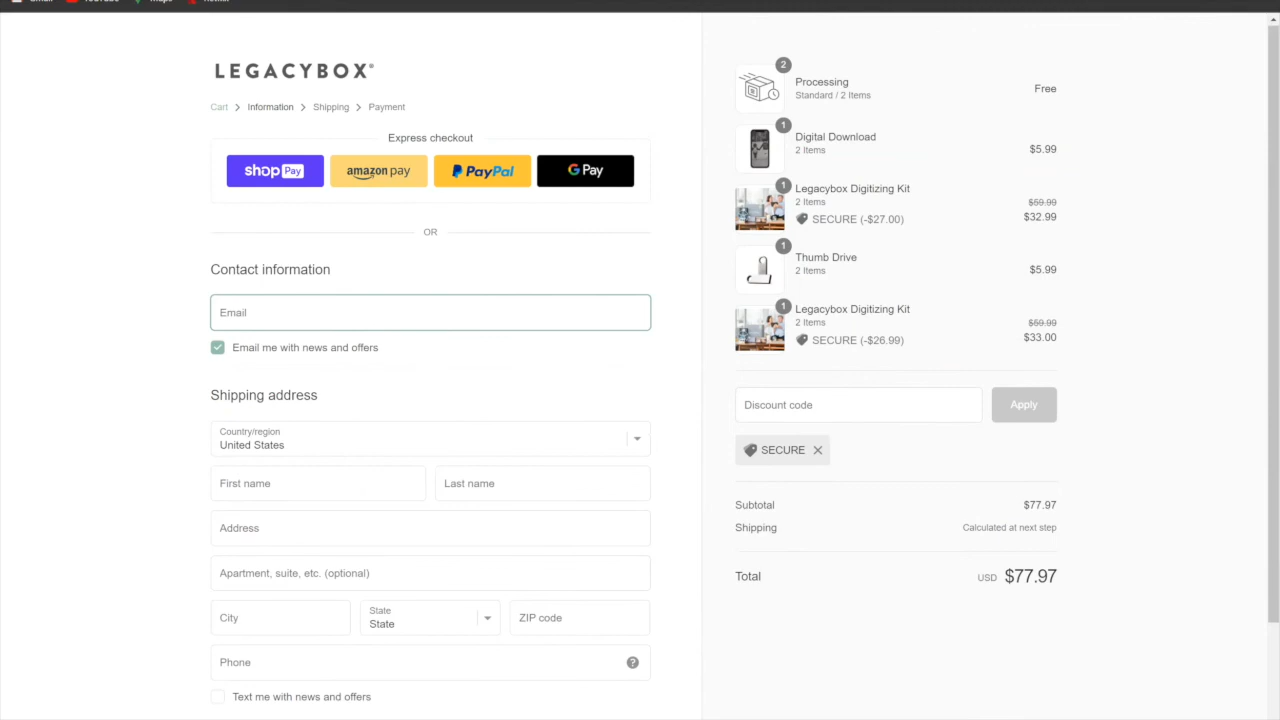 YouTube
LEGACYBOX®
Cart > Information > Shipping > Payment
Express checkout
shop Pay
amazon pay
PayPal
G Pay
OR
Contact information
Email
Email me with news and offers
Shipping address
Country/region
United States
First name
Last name
Address
Apartment, suite, etc. (optional)
City
State
State
ZIP code
Phone
?
Text me with news and offers
2
Processing
Standard / 2 Items
Free
1
Digital Download
2 Items
$5.99
1
Legacybox Digitizing Kit
2 Items
$59.99
SECURE (-$27.00)
$32.99
1
Thumb Drive
2 Items
$5.99
1
Legacybox Digitizing Kit
2 Items
$59.99
SECURE (-$26.99)
$33.00
Discount code
Apply
SECURE
Subtotal
$77.97
Shipping
Calculated at next step
Total
USD $77.97